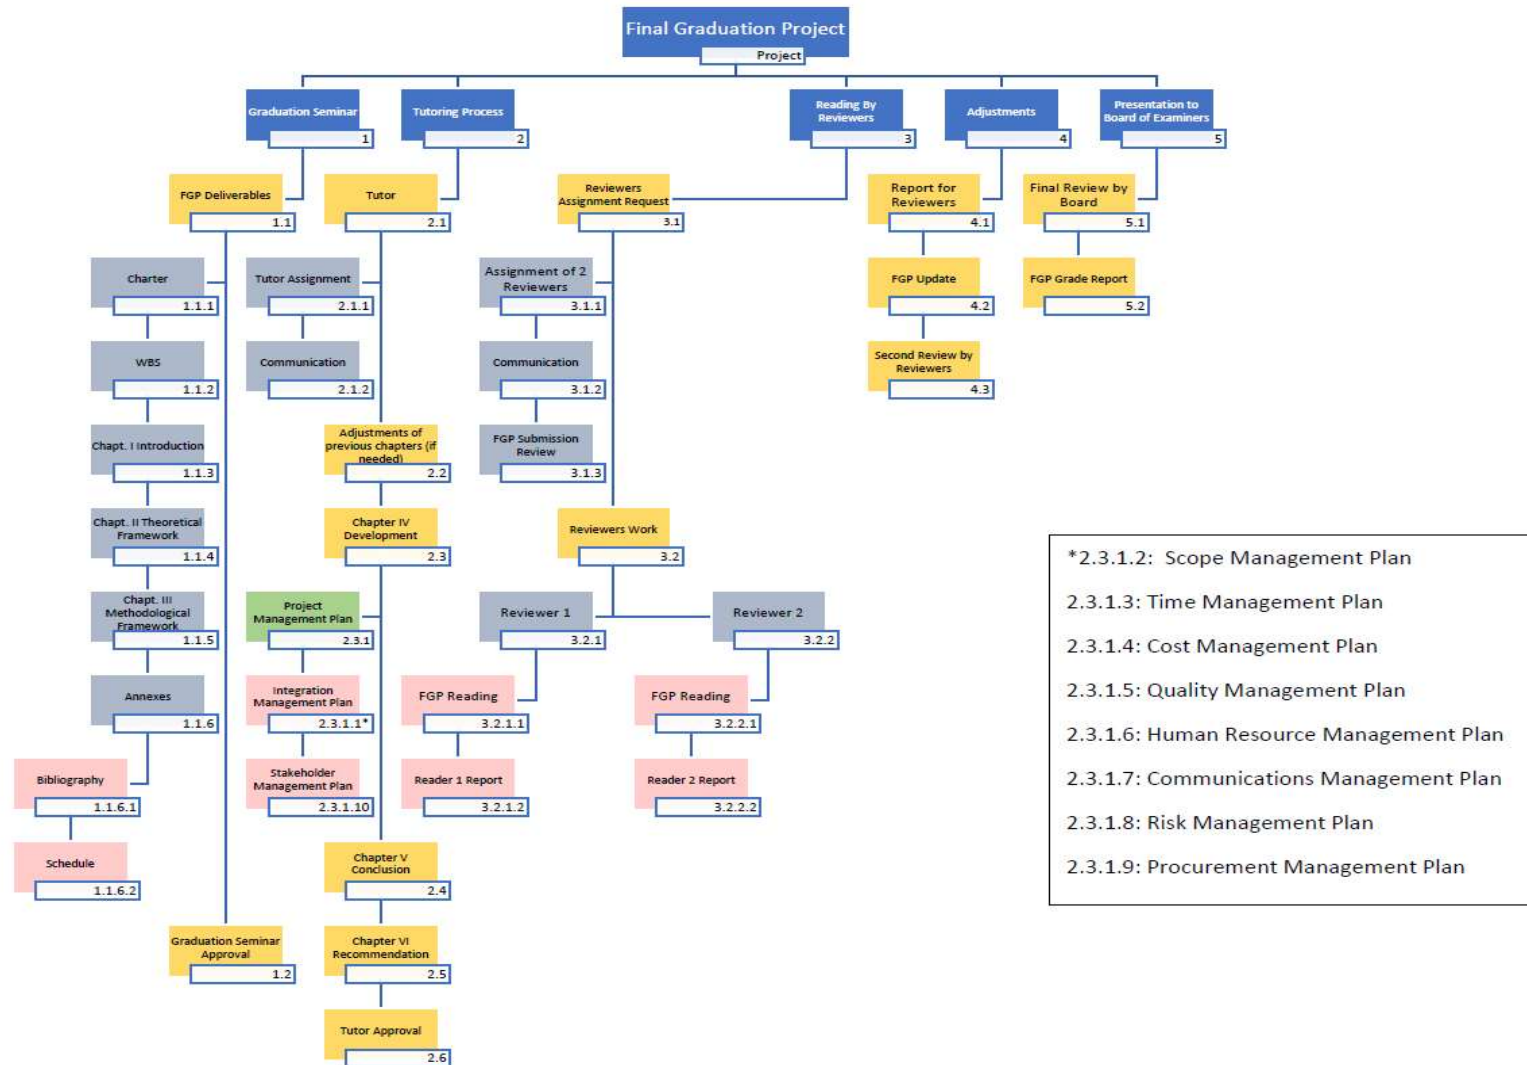 Final Graduation Project
Project
Graduation Seminar
1
Tutoring Process
2
Reading By
Reviewers
3
Adjustments
4
Presentation to
Board of Examiners
5
FGP Deliverables
1.1
Tutor
2.1
Reviewers
Assignment Request
3.1
Report for
Reviewers
4.1
Final Review by
Board
5.1
Charter
1.1.1
Tutor Assignment
2.1.1
Assignment of 2
Reviewers
3.1.1
FGP Update
4.2
FGP Grade Report
5.2
WBS
1.1.2
Communication
2.1.2
Communication
3.1.2
Second Review by
Reviewers
4.3
Chapt. I Introduction
1.1.3
Adjustments of
previous chapters (if
needed)
2.2
FGP Submission
Review
3.1.3
Chapt. II Theoretical
Framework
1.1.4
Chapter IV
Development
2.3
Reviewers Work
3.2
Chapt. III
Methodological
Framework
1.1.5
Project
Management Plan
2.3.1
Reviewer 1
3.2.1
Reviewer 2
3.2.2
Annexes
1.1.6
Integration
Management Plan
2.3.1.1*
FGP Reading
3.2.1.1
FGP Reading
3.2.2.1
Bibliography
1.1.6.1
Stakeholder
Management Plan
2.3.1.10
Reader 1 Report
3.2.1.2
Reader 2 Report
3.2.2.2
Schedule
1.1.6.2
Chapter V
Conclusion
2.4
Graduation Seminar
Approval
1.2
Chapter VI
Recommendation
2.5
Tutor Approval
2.6
*2.3.1.2: Scope Management Plan
2.3.1.3: Time Management Plan
2.3.1.4: Cost Management Plan
2.3.1.5: Quality Management Plan
2.3.1.6: Human Resource Management Plan
2.3.1.7: Communications Management Plan
2.3.1.8: Risk Management Plan
2.3.1.9: Procurement Management Plan